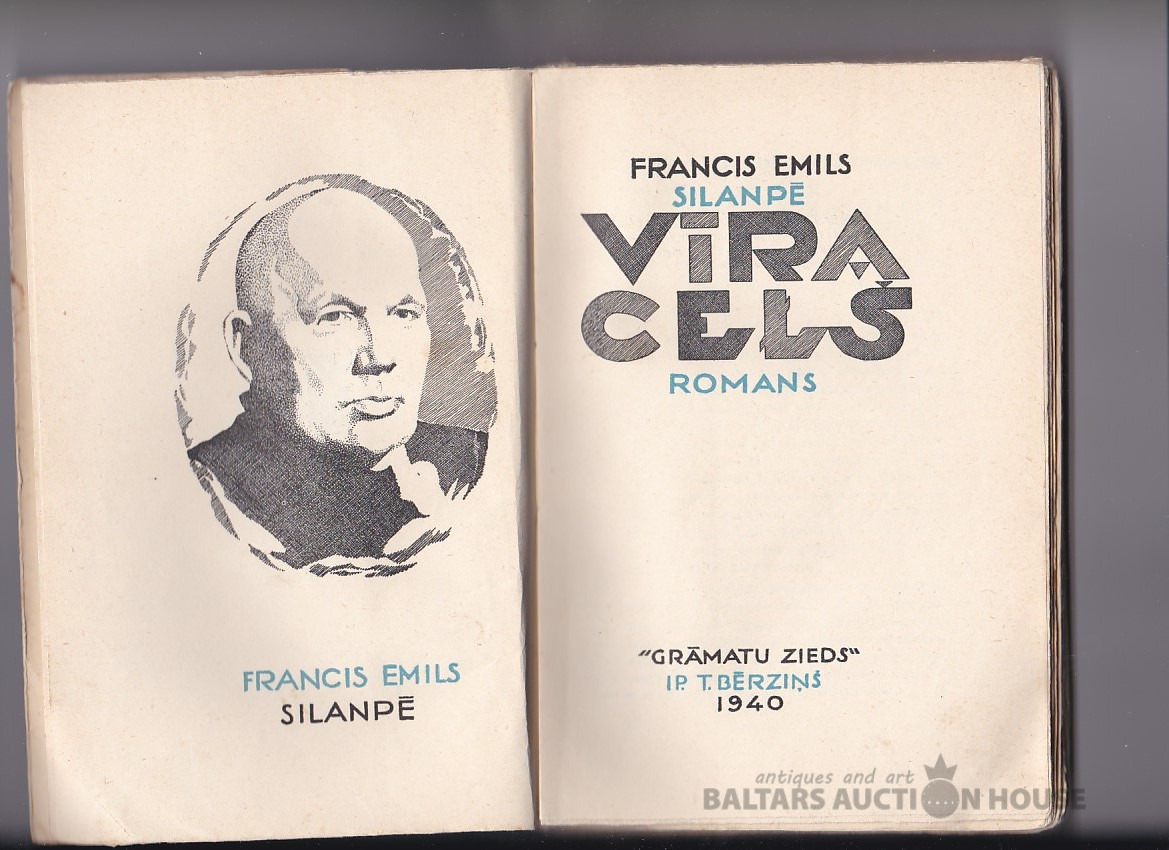 FRANCIS EMILS
SILANPĒ
FRANCIS EMILS
SILANPĒ
VĪRA
CEĻŠ
ROMANS
"GRĀMATU ZIEDS"
IP. T. BĒRZIŅŠ
1940
antiques and art
BALTARS AUCTION HOUSE